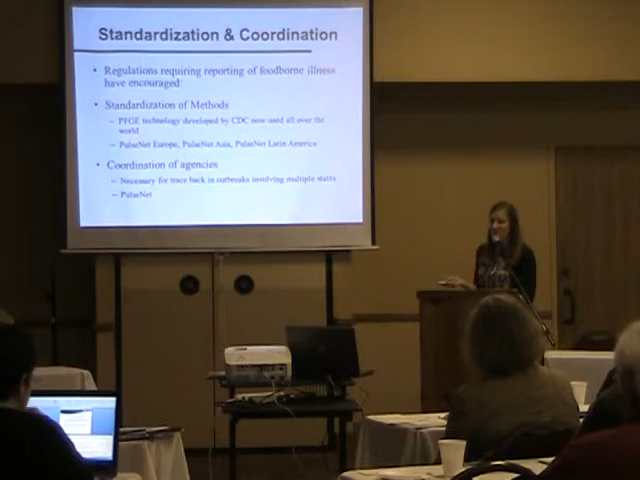 Standardization & Coordination
• Regulations requiring reporting of foodborne illness
have encouraged:
• Standardization of Methods
– PFGE technology developed by CDC now used all over the
world
– PulseNet Europe, PulseNet Asia, PulseNet Latin America
• Coordination of agencies
– Necessary for trace back in outbreaks involving multiple states
– PulseNet